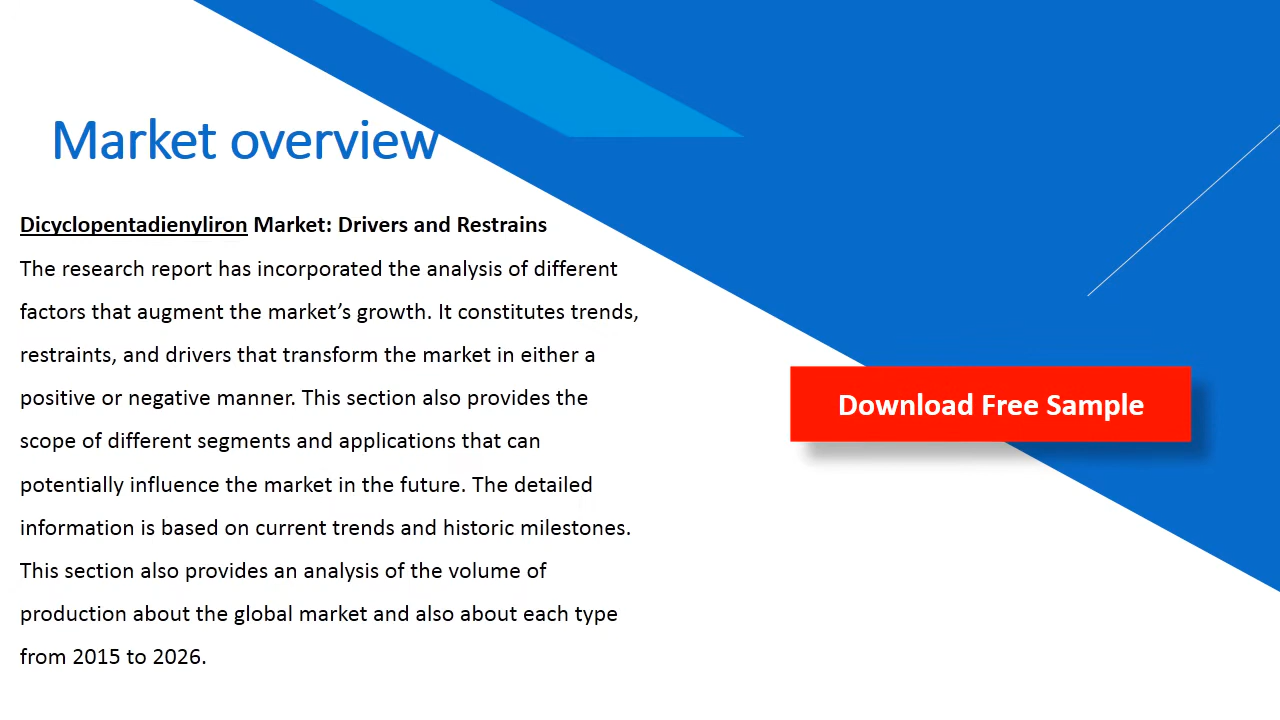 Market overview
Dicyclopentadienyliron Market: Drivers and Restrains
The research report has incorporated the analysis of different
factors that augment the market’s growth. It constitutes trends,
restraints, and drivers that transform the market in either a
positive or negative manner. This section also provides the
scope of different segments and applications that can
potentially influence the market in the future. The detailed
information is based on current trends and historic milestones.
This section also provides an analysis of the volume of
production about the global market and also about each type
from 2015 to 2026.
Download Free Sample